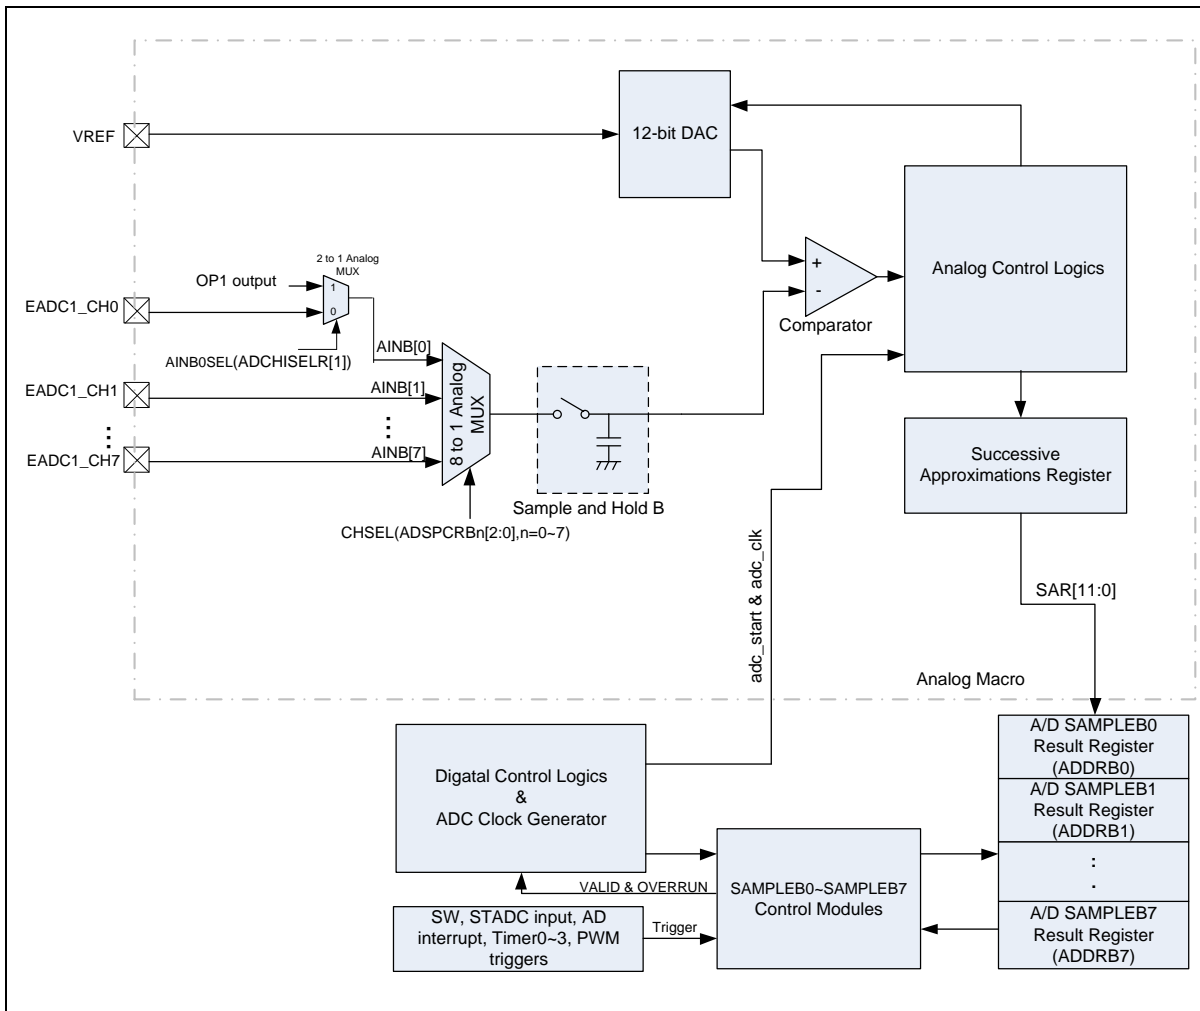 VREF
12-bit DAC
2 to 1 Analog
MUX
OP1 output
1
0
EADC1_CH0
AINB0SEL(ADCHISELR[1])
AINB[0]
EADC1_CH1
AINB[1]
EADC1_CH7
AINB[7]
8 to 1 Analog
MUX
CHSEL(ADSPCRBn[2:0],n=0~7)
Sample and Hold B
+
-
Comparator
Analog Control Logics
Successive
Approximations Register
SAR[11:0]
adc_start & adc_clk
Analog Macro
Digatal Control Logics
&
ADC Clock Generator
VALID & OVERRUN
SW, STADC input, AD
interrupt, Timer0~3, PWM
triggers
Trigger
SAMPLEB0~SAMPLEB7
Control Modules
A/D SAMPLEB0
Result Register
(ADDRB0)
A/D SAMPLEB1
Result Register
(ADDRB1)
:
.
A/D SAMPLEB7
Result Register
(ADDRB7)